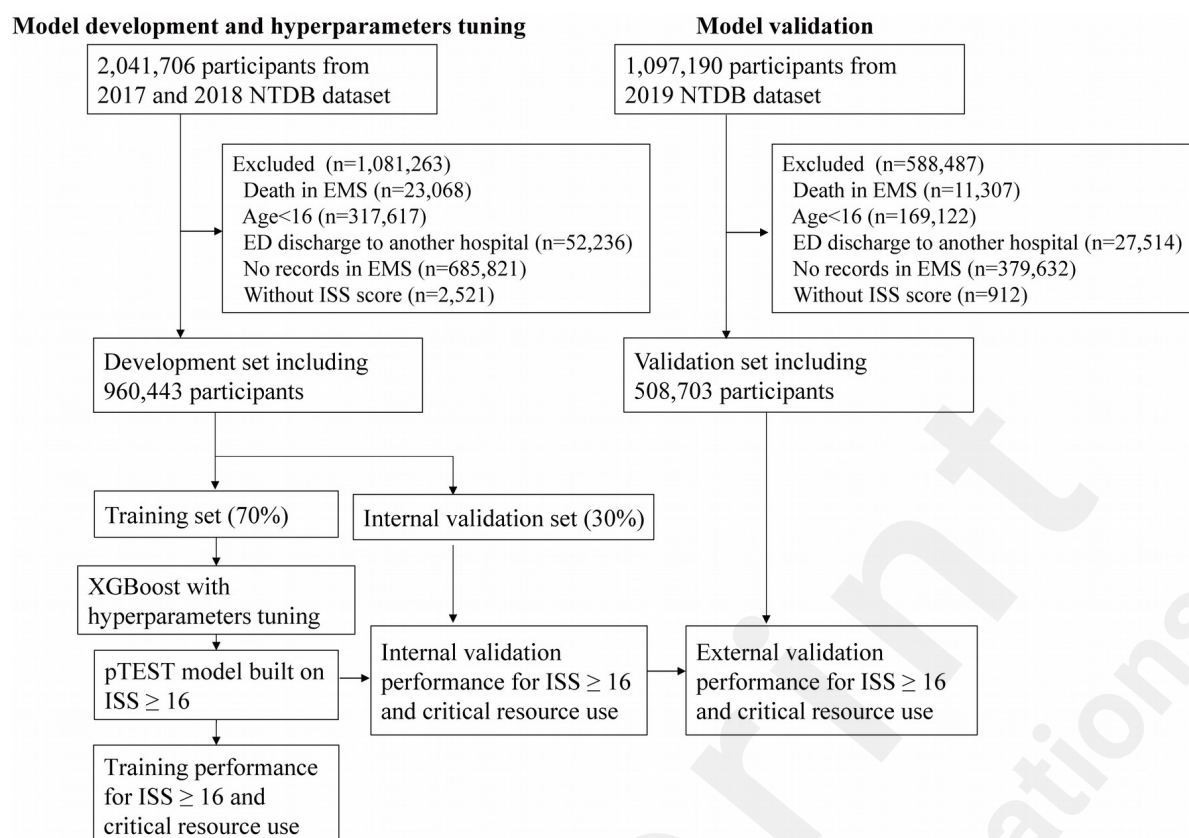 Model development and hyperparameters tuning
2,041,706 participants from
2017 and 2018 NTDB dataset
Excluded (n=1,081,263)
Death in EMS (n=23,068)
Age<16 (n=317,617)
ED discharge to another hospital (n=52,236)
No records in EMS (n=685,821)
Without ISS score (n=2,521)
Development set including
960,443 participants
Training set (70%)
Internal validation set (30%)
XGBoost with
hyperparameters tuning
pTEST model built on
ISS ≥ 16
Training performance
for ISS ≥ 16 and
critical resource use
Internal validation
performance for ISS ≥ 16
and critical resource use
Model validation
1,097,190 participants from
2019 NTDB dataset
Excluded (n=588,487)
Death in EMS (n=11,307)
Age<16 (n=169,122)
ED discharge to another hospital (n=27,514)
No records in EMS (n=379,632)
Without ISS score (n=912)
Validation set including
508,703 participants
External validation
performance for ISS ≥ 16
and critical resource use